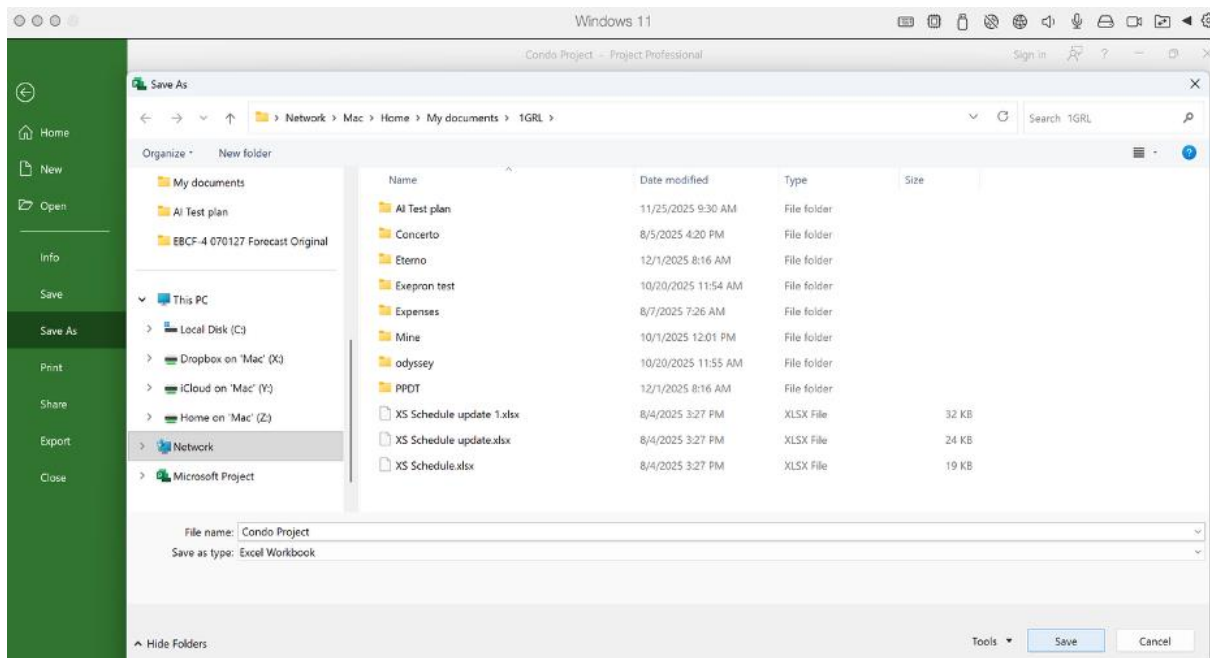 Windows 11
Condo Project - Project Professional
Sign in
?
Save As
Network > Mac > Home > My documents > 1GRL >
Search 1GRL
Organize
New folder
Home
New
Open
Info
Save
Save As
Print
Share
Export
Close
My documents
AI Test plan
EBCF-4 070127 Forecast Original
This PC
Local Disk (C:)
Dropbox on 'Mac' (X:)
iCloud on 'Mac' (Y:)
Home on 'Mac' (Z:)
Network
Microsoft Project
Name Date modified Type Size
AI Test plan 11/25/2025 9:30 AM File folder
Concerto 8/5/2025 4:20 PM File folder
Eterno 12/1/2025 8:16 AM File folder
Exepron test 10/20/2025 11:54 AM File folder
Expenses 8/7/2025 7:26 AM File folder
Mine 10/1/2025 12:01 PM File folder
odyssey 10/20/2025 11:55 AM File folder
PPDT 12/1/2025 8:16 AM File folder
XS Schedule update 1.xlsx 8/4/2025 3:27 PM XLSX File 32 KB
XS Schedule update.xlsx 8/4/2025 3:27 PM XLSX File 24 KB
XS Schedule.xlsx 8/4/2025 3:27 PM XLSX File 19 KB
File name: Condo Project
Save as type: Excel Workbook
Hide Folders
Tools
Save
Cancel